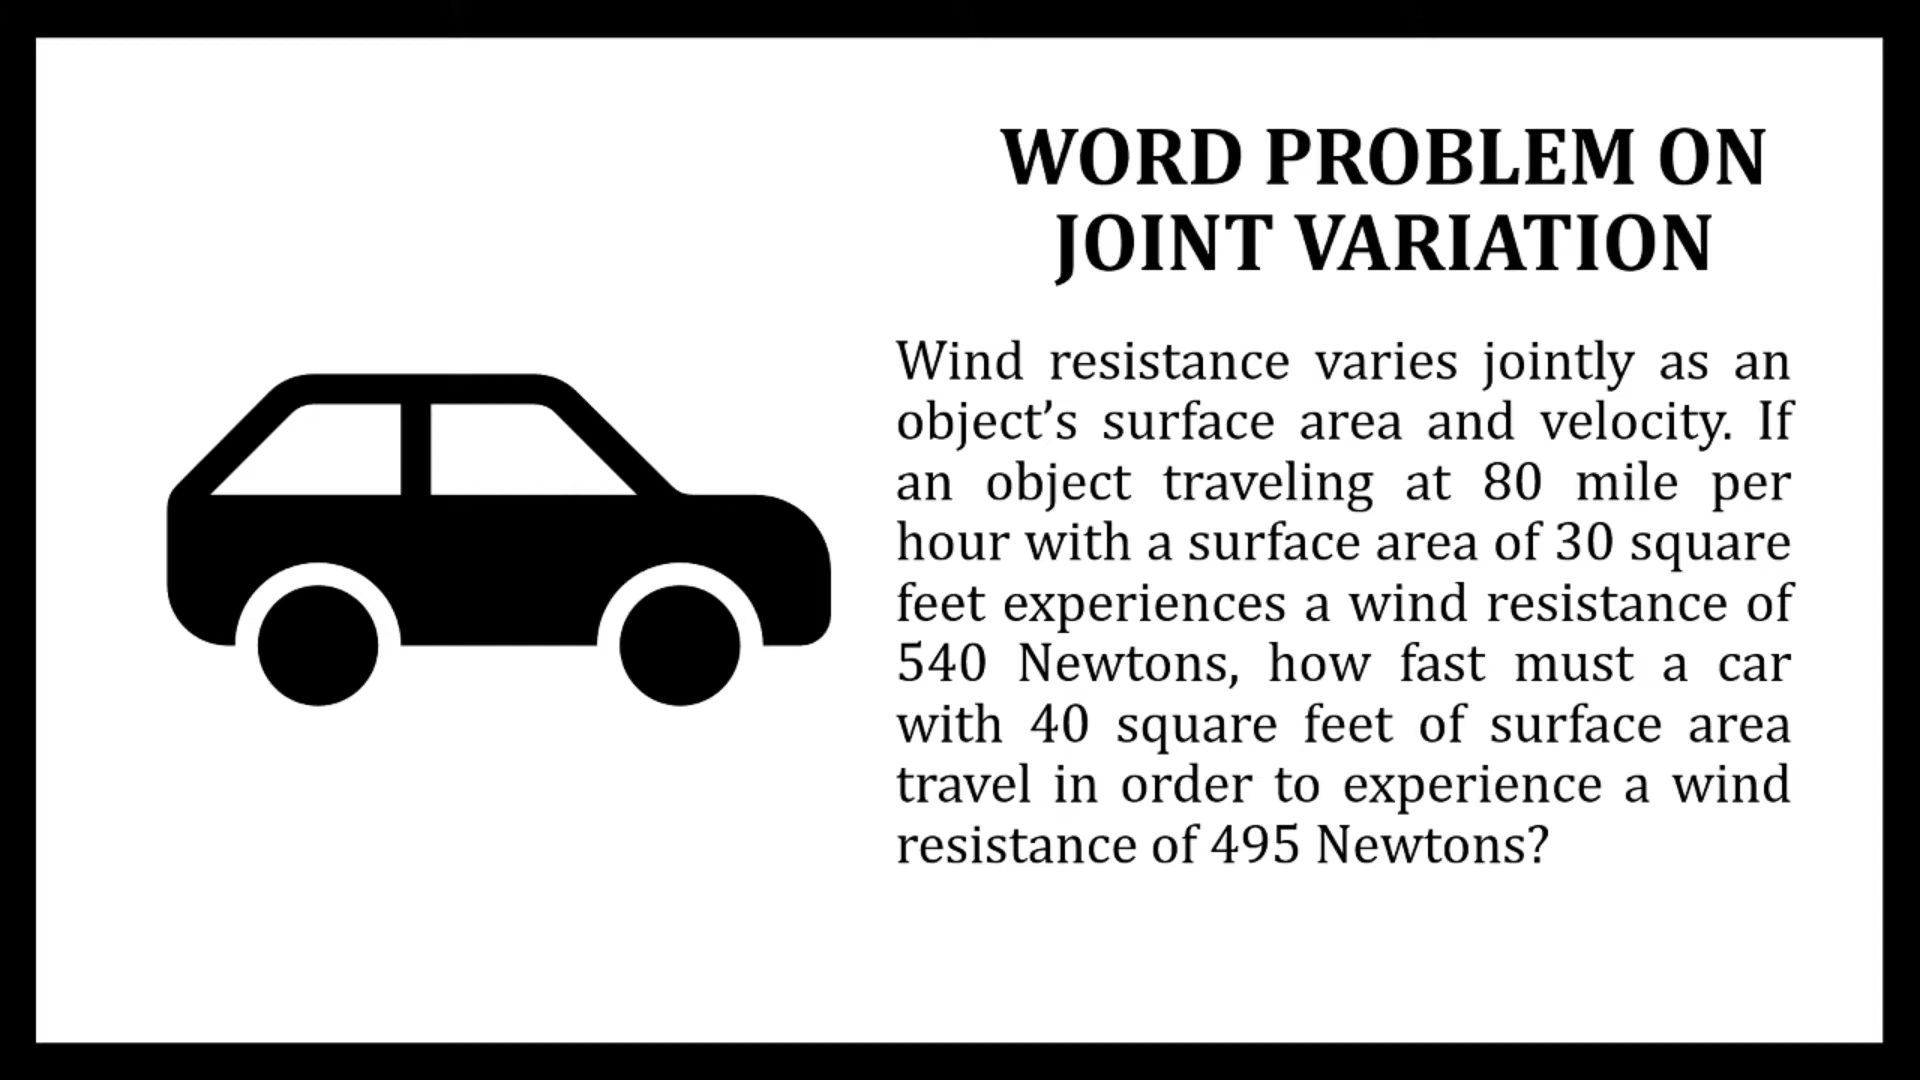 WORD PROBLEM ON
JOINT VARIATION
Wind resistance varies jointly as an
object’s surface area and velocity. If
an object traveling at 80 mile per
hour with a surface area of 30 square
feet experiences a wind resistance of
540 Newtons, how fast must a car
with 40 square feet of surface area
travel in order to experience a wind
resistance of 495 Newtons?